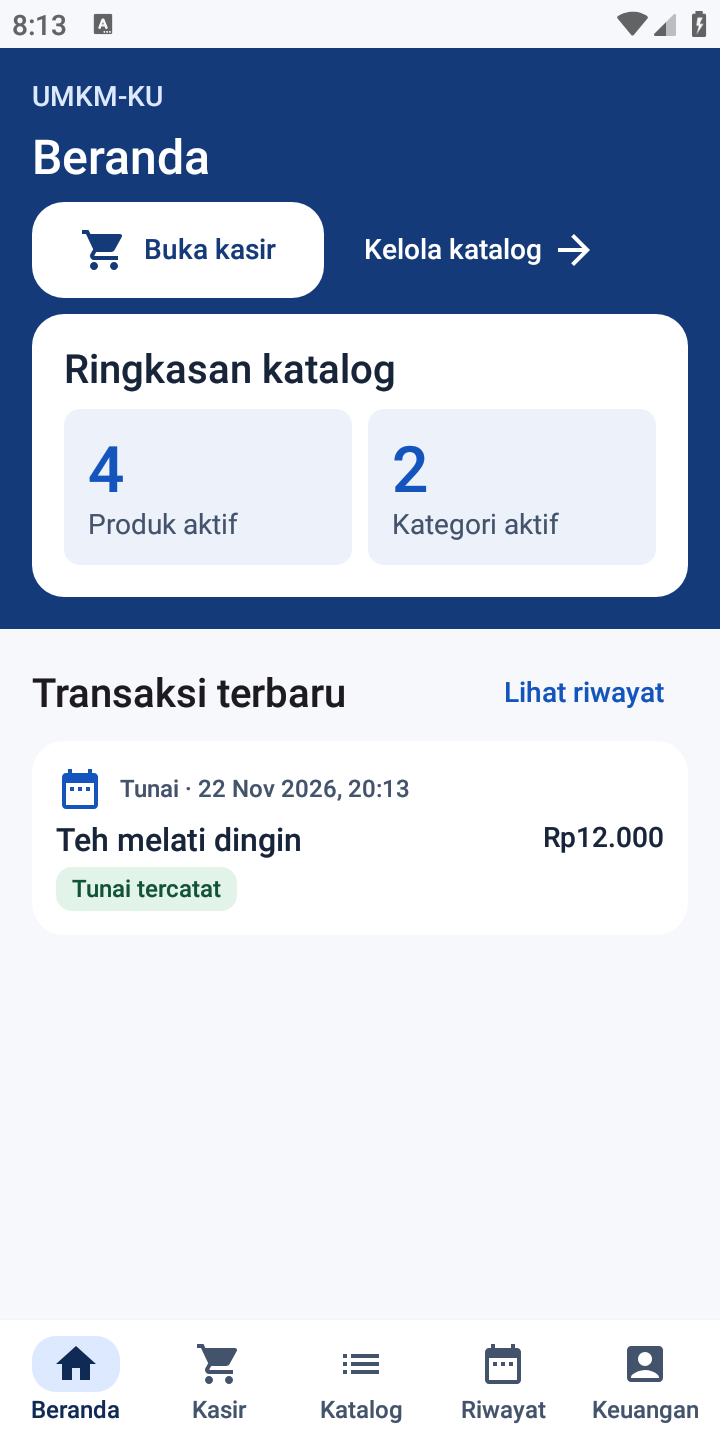 8:13
UMKM-KU
Beranda
Buka kasir
Kelola katalog
Ringkasan katalog
4
Produk aktif
2
Kategori aktif
Transaksi terbaru
Lihat riwayat
Tunai · 22 Nov 2026, 20:13
Teh melati dingin
Rp12.000
Tunai tercatat
Beranda
Kasir
Katalog
Riwayat
Keuangan